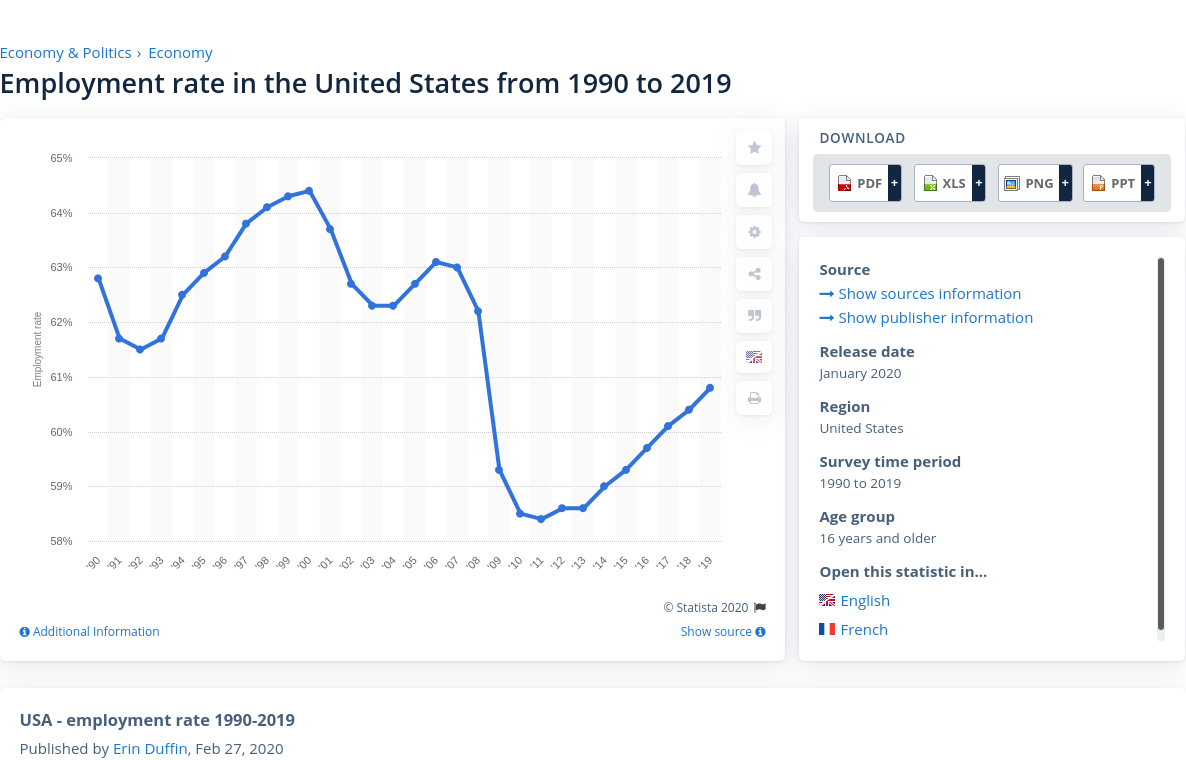 Economy & Politics › Economy
Employment rate in the United States from 1990 to 2019
65%
64%
63%
62%
61%
60%
59%
58%
Employment rate
'90 '91 '92 '93 '94 '95 '96 '97 '98 '99 '00 '01 '02 '03 '04 '05 '06 '07 '08 '09 '10 '11 '12 '13 '14 '15 '16 '17 '18 '19
© Statista 2020
Additional Information
Show source
DOWNLOAD
PDF + XLS + PNG + PPT +
Source
Show sources information
Show publisher information
Release date
January 2020
Region
United States
Survey time period
1990 to 2019
Age group
16 years and older
Open this statistic in...
English
French
USA - employment rate 1990-2019
Published by Erin Duffin, Feb 27, 2020